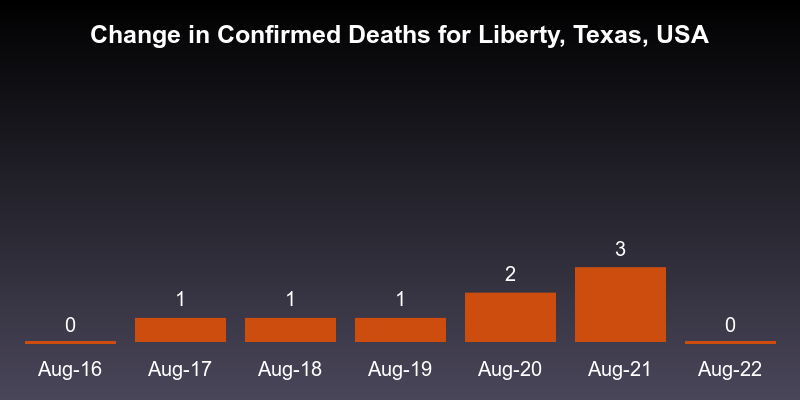 Change in Confirmed Deaths for Liberty, Texas, USA
0 1 1 1 2 3 0
Aug-16 Aug-17 Aug-18 Aug-19 Aug-20 Aug-21 Aug-22